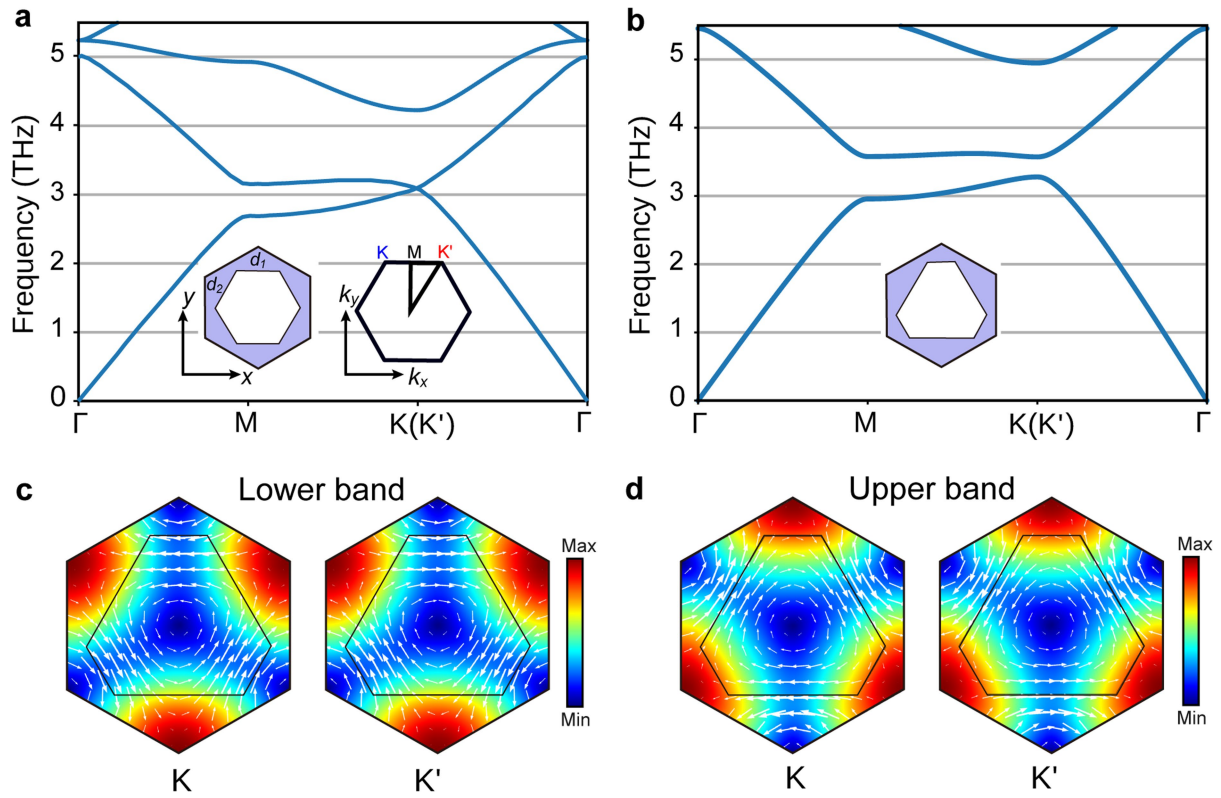 a
Frequency (THz)
5
4
3
2
1
0
Γ
M
K(K')
Γ
d1
d2
y
x
K
M
K'
ky
kx
b
Frequency (THz)
5
4
3
2
1
0
Γ
M
K(K')
Γ
c
Lower band
K
K'
Max
Min
d
Upper band
K
K'
Max
Min